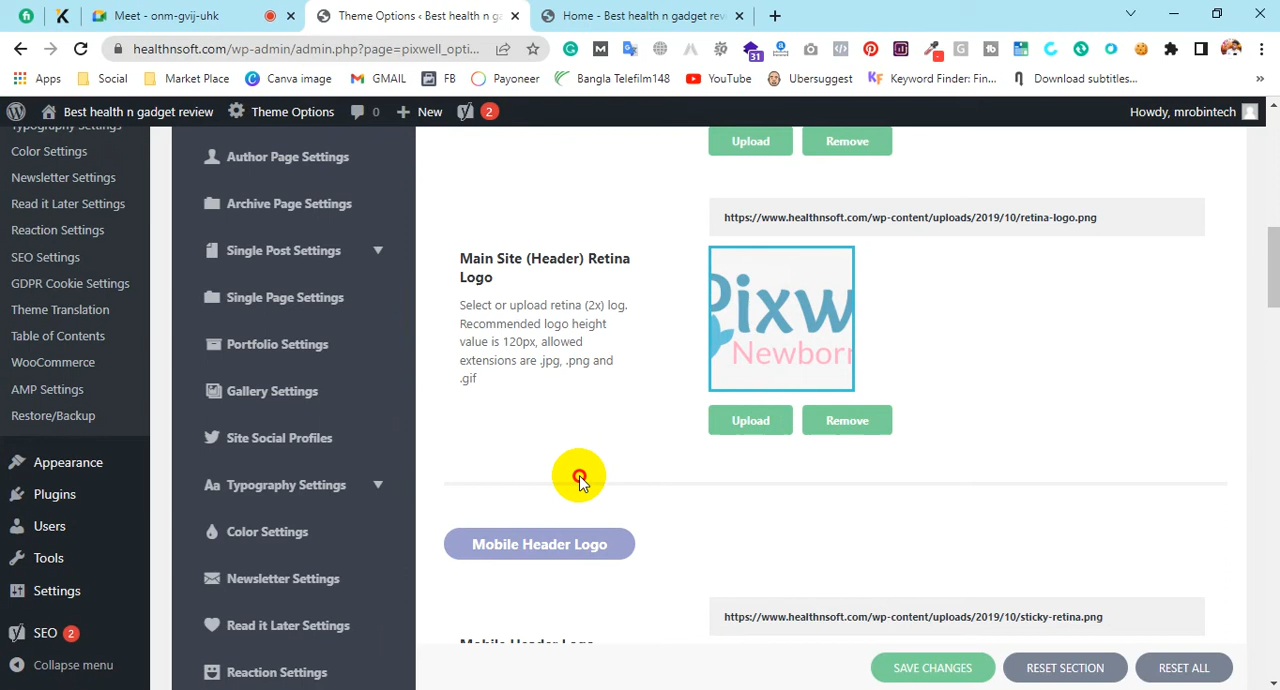 Meet - onm-gvij-uhk
Theme Options ‹ Best health n ga
Home - Best health n gadget revi
healthnsoft.com/wp-admin/admin.php?page=pixwell_opti...
31
Apps
Social
Market Place
Canva image
GMAIL
FB
Payoneer
Bangla Telefilm148
YouTube
Ubersuggest
Keyword Finder: Fin...
Download subtitles...
»
Best health n gadget review
Theme Options
0
New
2
Howdy, mrobintech
Typography Settings
Color Settings
Newsletter Settings
Read it Later Settings
Reaction Settings
SEO Settings
GDPR Cookie Settings
Theme Translation
Table of Contents
WooCommerce
AMP Settings
Restore/Backup
Appearance
Plugins
Users
Tools
Settings
SEO 2
Collapse menu
Author Page Settings
Archive Page Settings
Single Post Settings
Single Page Settings
Portfolio Settings
Gallery Settings
Site Social Profiles
Aa Typography Settings
Color Settings
Newsletter Settings
Read it Later Settings
Reaction Settings
Upload
Remove
https://www.healthnsoft.com/wp-content/uploads/2019/10/retina-logo.png
Main Site (Header) Retina
Logo
Select or upload retina (2x) log.
Recommended logo height
value is 120px, allowed
extensions are .jpg, .png and
.gif
Pixw
Newborn
Upload
Remove
Mobile Header Logo
https://www.healthnsoft.com/wp-content/uploads/2019/10/sticky-retina.png
Mobile Header Logo
SAVE CHANGES
RESET SECTION
RESET ALL